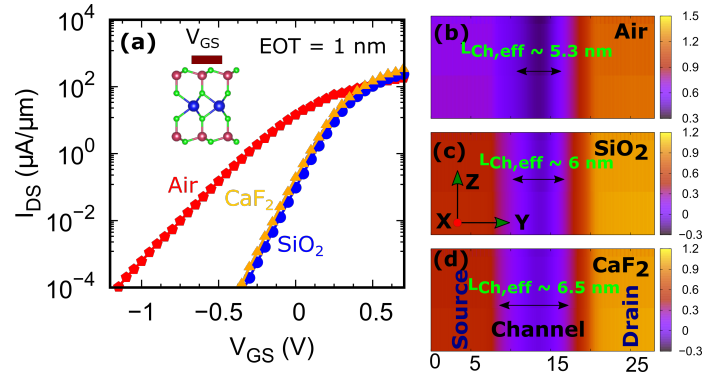 (a)
V_GS
EOT = 1 nm
10^4
10^2
10^0
10^−2
10^−4
I_DS (µA/µm)
Air
CaF_2
SiO_2
−1
−0.5
0
0.5
V_GS (V)
(b)
Air
L_Ch,eff ~ 5.3 nm
1.5
1.3
1.1
0.9
0.7
0.5
0.3
(c)
SiO_2
L_Ch,eff ~ 6 nm
Z
X
Y
1.2
0.9
0.6
0.3
0
−0.3
(d)
CaF_2
L_Ch,eff ~ 6.5 nm
Source
Channel
Drain
1.2
0.9
0.6
0.3
0
−0.3
0
5
15
25